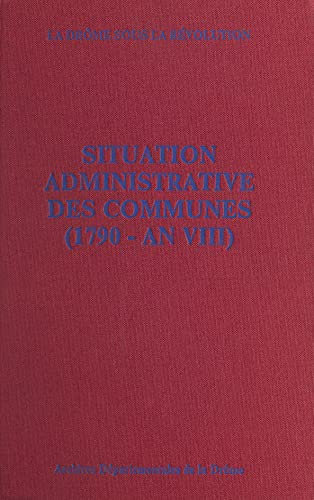 LA DRÔME SOUS LA RÉVOLUTION
SITUATION
ADMINISTRATIVE
DES COMMUNES
(1790 - AN VIII)
Archives Départementales de la Drôme